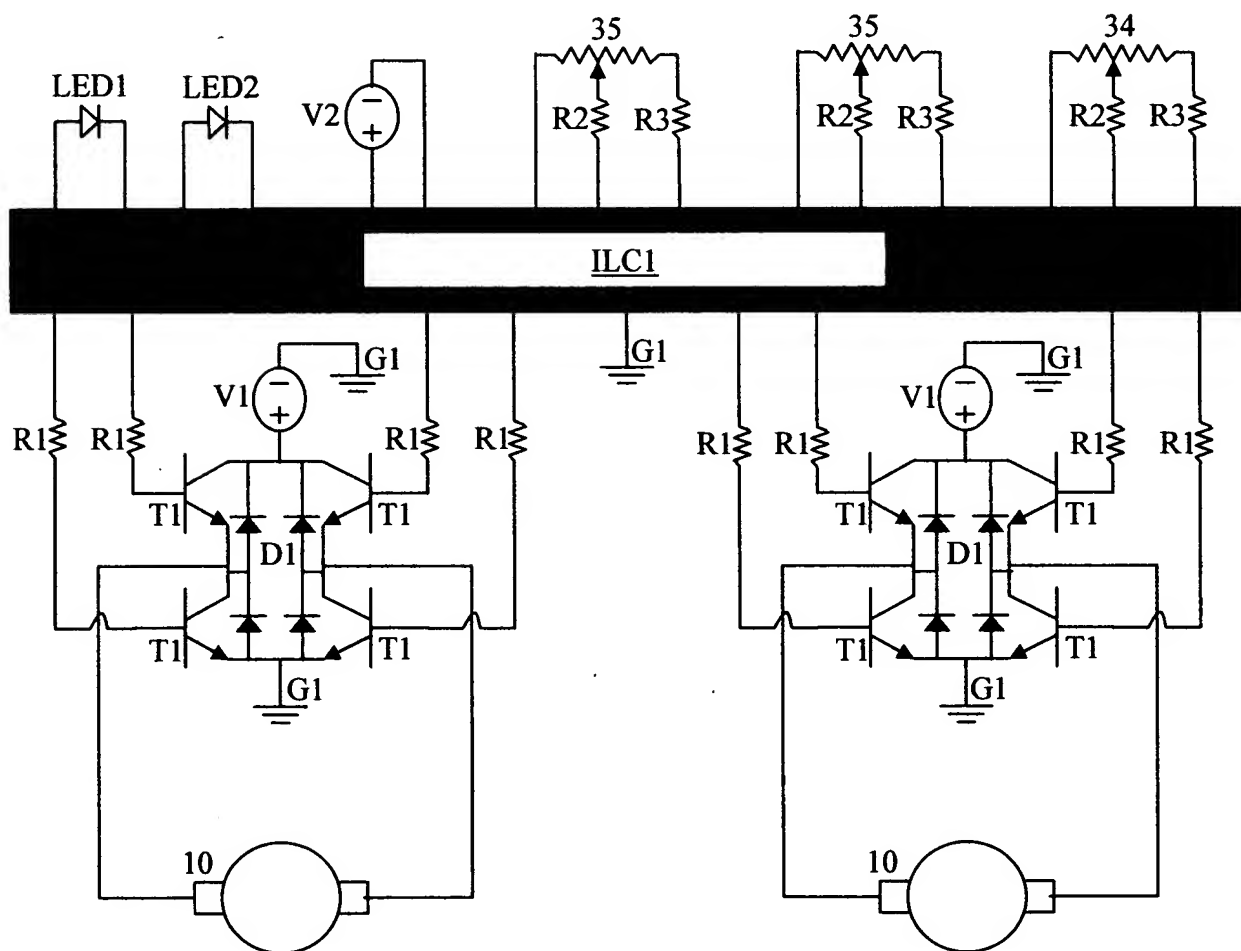 35 35 34
LED1 LED2 V2 R2 R3 R2 R3 R2 R3
ILC1
G1 G1 G1
V1 V1
R1 R1 R1 R1 R1 R1 R1 R1
T1 T1 T1 T1
D1 D1
T1 T1 T1 T1
G1 G1
10 10